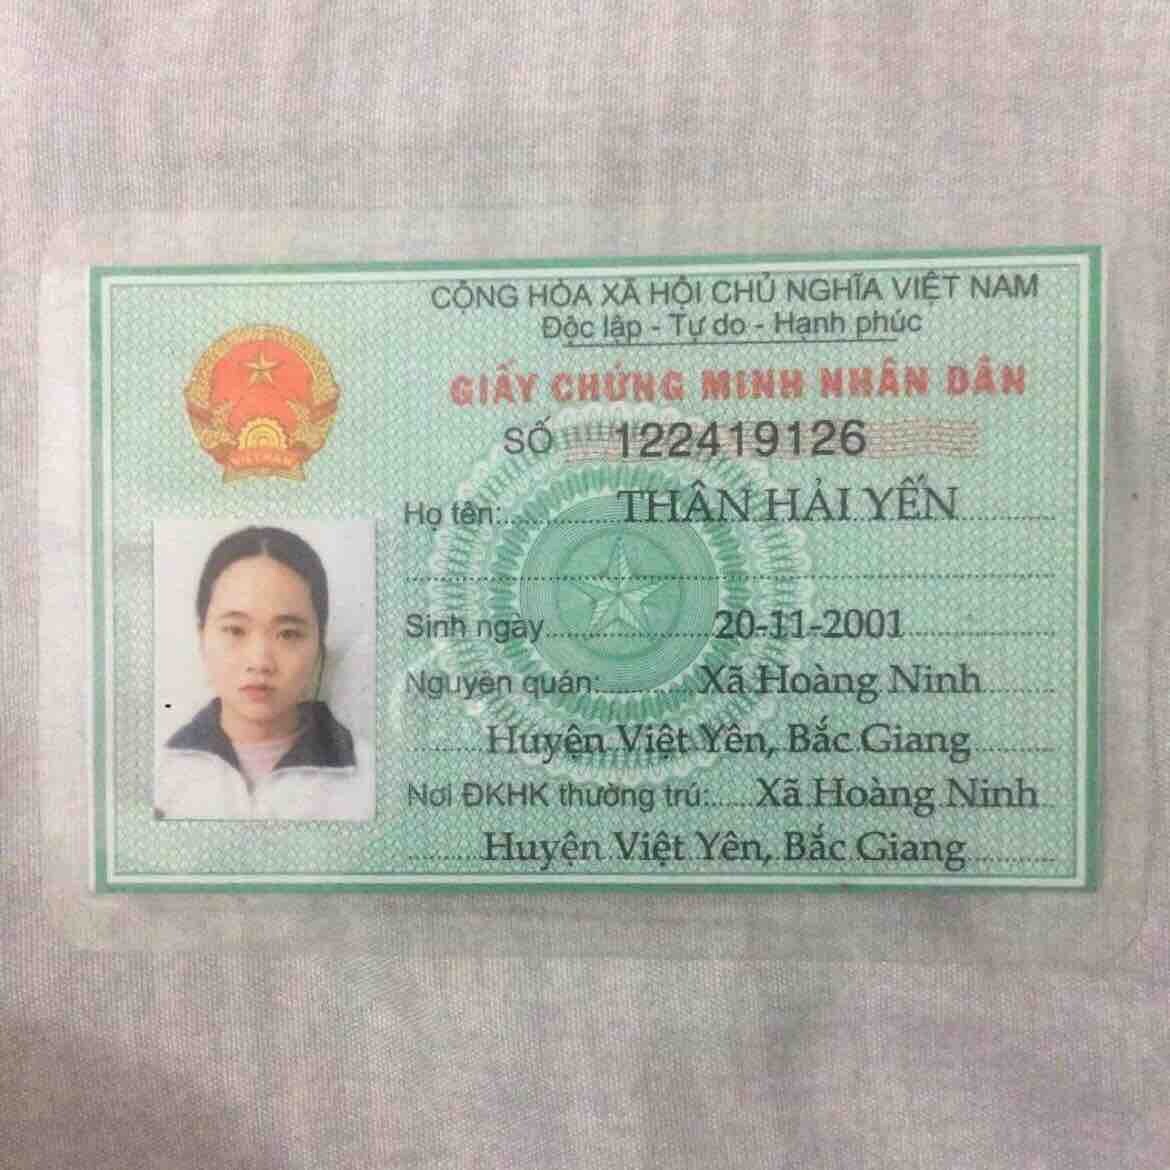 CỘNG HÒA XÃ HỘI CHỦ NGHĨA VIỆT NAM
Độc lập - Tự do - Hạnh phúc
GIẤY CHỨNG MINH NHÂN DÂN
SỐ 122419126
Họ tên: THÂN HẢI YẾN
Sinh ngày 20-11-2001
Nguyên quán: Xã Hoàng Ninh
Huyện Việt Yên, Bắc Giang
Nơi ĐKHK thường trú: Xã Hoàng Ninh
Huyện Việt Yên, Bắc Giang